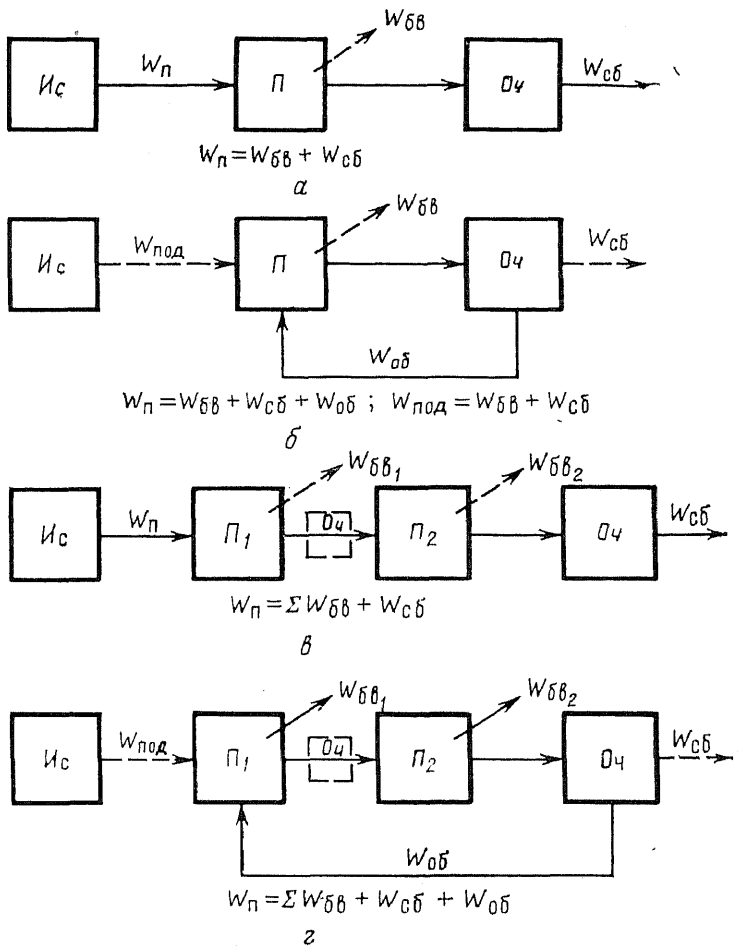 Wбв
Ис Wп П Оч Wсб
Wп = Wбв + Wсб
а
Wбв
Ис Wпод П Оч Wсб
Wоб
Wп = Wбв + Wсб + Wоб ; Wпод = Wбв + Wсб
б
Wбв₁ Wбв₂
Ис Wп П₁ Оч П₂ Оч Wсб
Wп = ΣWбв + Wсб
в
Wбв₁ Wбв₂
Ис Wпод П₁ Оч П₂ Оч Wсб
Wоб
Wп = ΣWбв + Wсб + Wоб
г